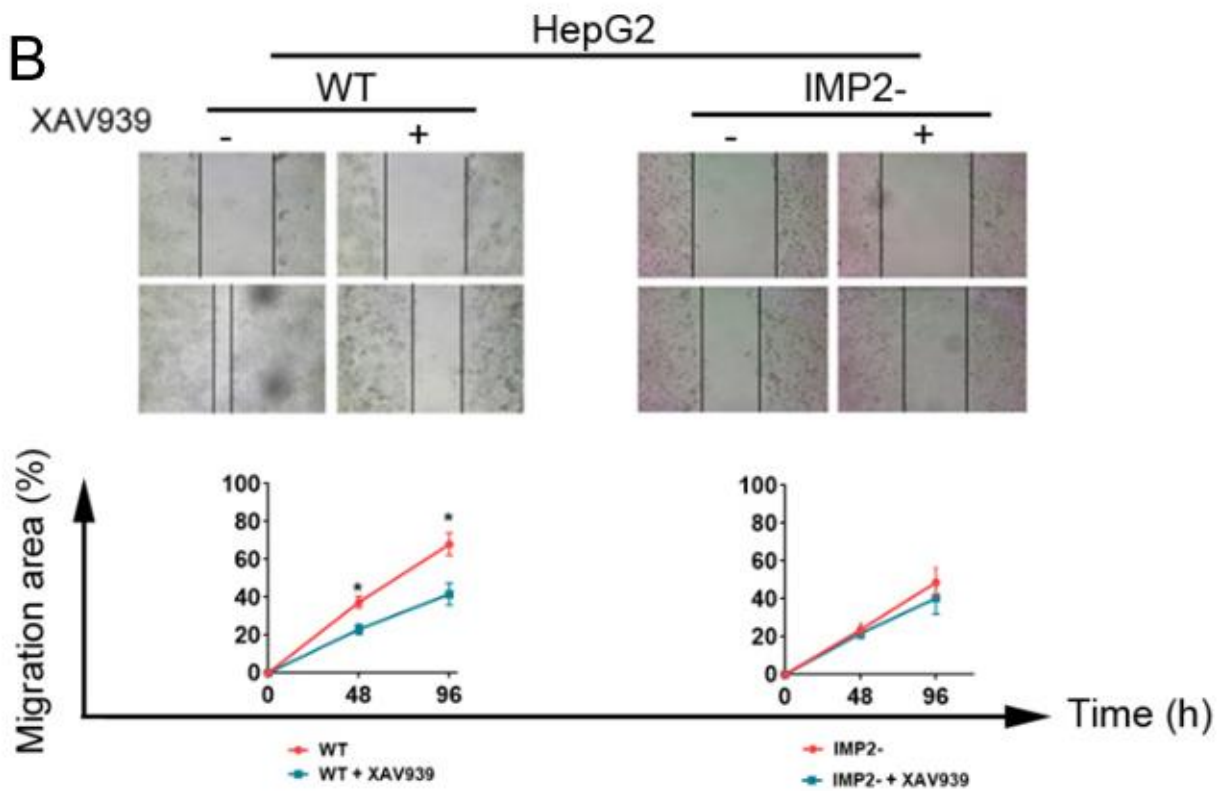 B
HepG2
WT
IMP2-
XAV939
- + - +
Migration area (%)
100
80
60
40
20
0
0 48 96
*
*
100
80
60
40
20
0
0 48 96
Time (h)
WT
WT + XAV939
IMP2-
IMP2- + XAV939